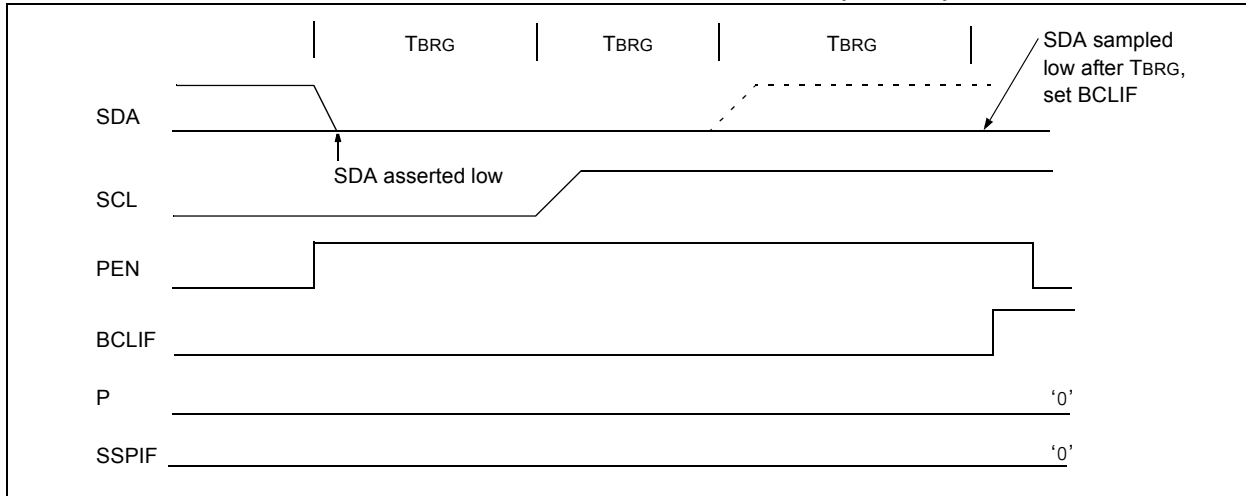 TBRG
TBRG
TBRG
SDA sampled
low after TBRG,
set BCLIF
SDA
SDA asserted low
SCL
PEN
BCLIF
P
‘0’
SSPIF
‘0’